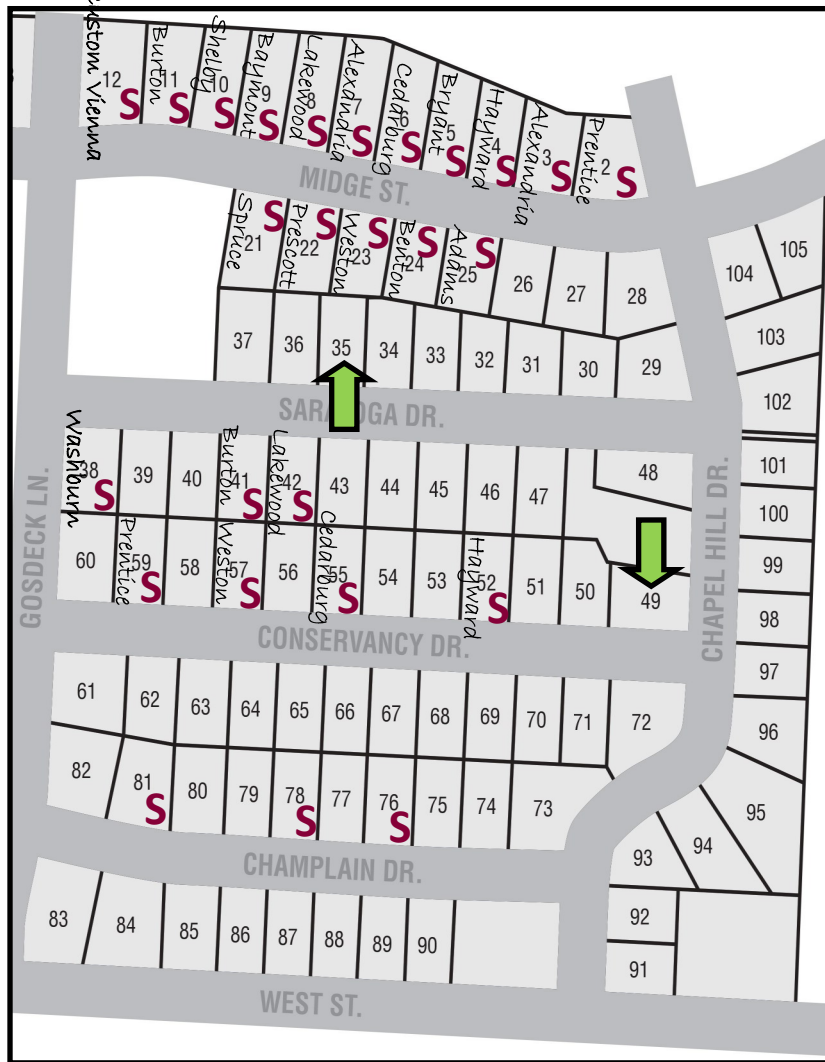 12 11 10 9 8 7 6 5 4 3 2
Custom Vienna
Burton
Shelby
Baymont
Lakewood
Alexandria
Cedarburg
Bryant
Hayward
Alexandria
Prentice
S S S S S S S S S S S
MIDGE ST.
Spruce
Prescott
Weston
Benton
Adams
S S S S S
21 22 23 24 25 26 27 28
104 105
103
37 36 35 34 33 32 31 30 29
102
SARATOGA DR.
Washburn
Burton
Lakewood
38 39 40 41 42 43 44 45 46 47 48
S S S
101
100
GOSDECK LN.
CHAPEL HILL DR.
Prentice
Weston
Cedarburg
Hayward
60 59 58 57 56 55 54 53 52 51 50 49
S S S S
99
98
CONSERVANCY DR.
97
61 62 63 64 65 66 67 68 69 70 71 72
96
82 81 80 79 78 77 76 75 74 73
S S S
95
94
93
CHAMPLAIN DR.
83 84 85 86 87 88 89 90
92
91
WEST ST.